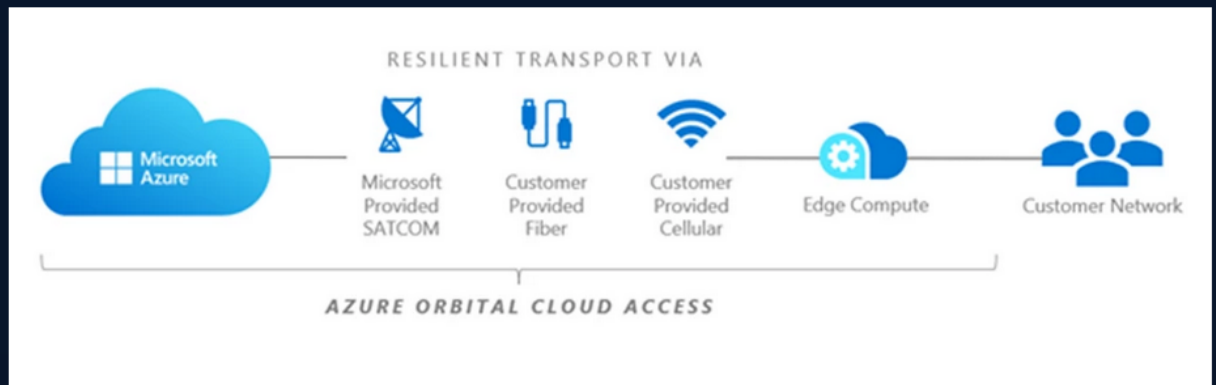 RESILIENT TRANSPORT VIA
Microsoft
Azure
Microsoft
Provided
SATCOM
Customer
Provided
Fiber
Customer
Provided
Cellular
Edge Compute
Customer Network
AZURE ORBITAL CLOUD ACCESS